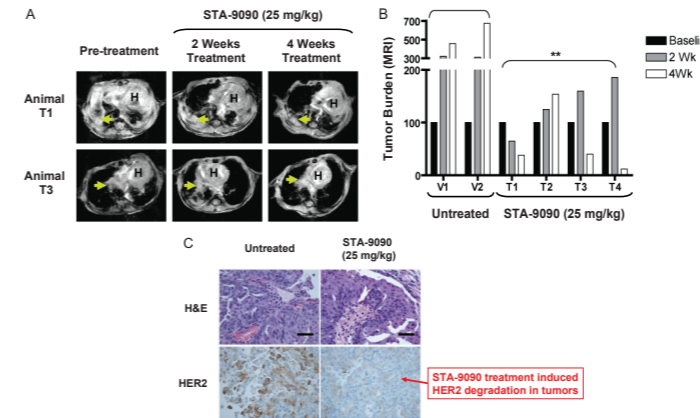 A
STA-9090 (25 mg/kg)
Pre-treatment
2 Weeks
Treatment
4 Weeks
Treatment
Animal
T1
H
H
H
Animal
T3
H
H
H
B
Tumor Burden (MRI)
700
500
300
200
100
0
**
Baseli
2 Wk
4Wk
V1 V2 T1 T2 T3 T4
Untreated STA-9090 (25 mg/kg)
C
Untreated
STA-9090
(25 mg/kg)
H&E
HER2
STA-9090 treatment induced
HER2 degradation in tumors